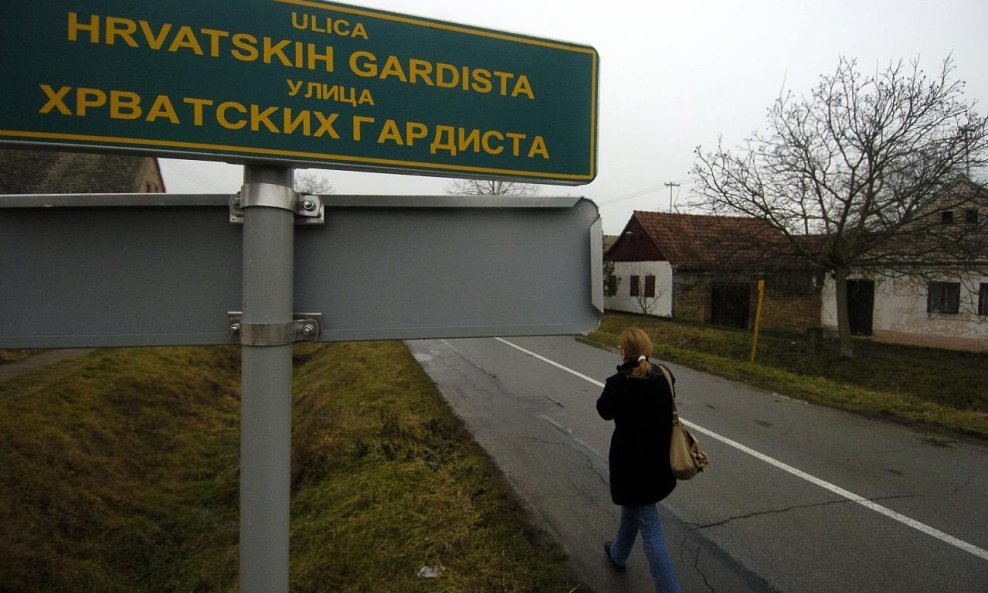 ULICA
HRVATSKIH GARDISTA
УЛИЦА
ХРВАТСКИХ ГАРДИСТА